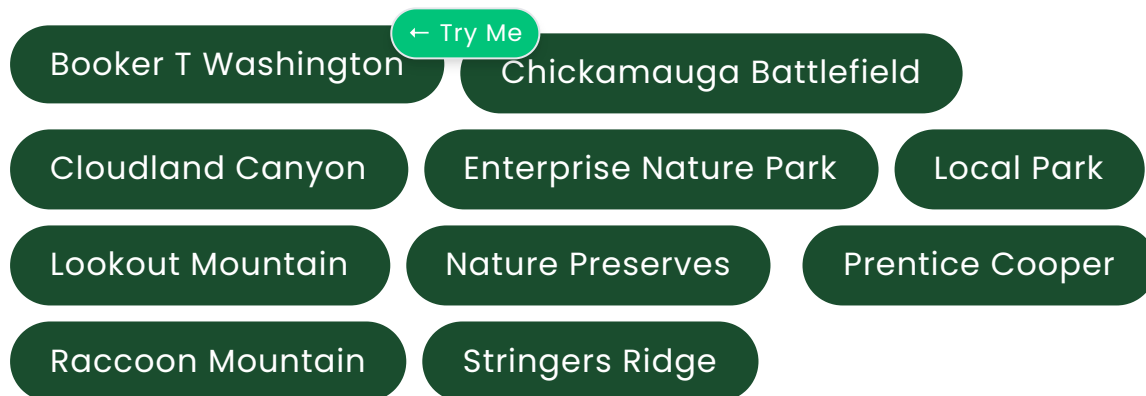 ← Try Me
Booker T Washington
Chickamauga Battlefield
Cloudland Canyon
Enterprise Nature Park
Local Park
Lookout Mountain
Nature Preserves
Prentice Cooper
Raccoon Mountain
Stringers Ridge